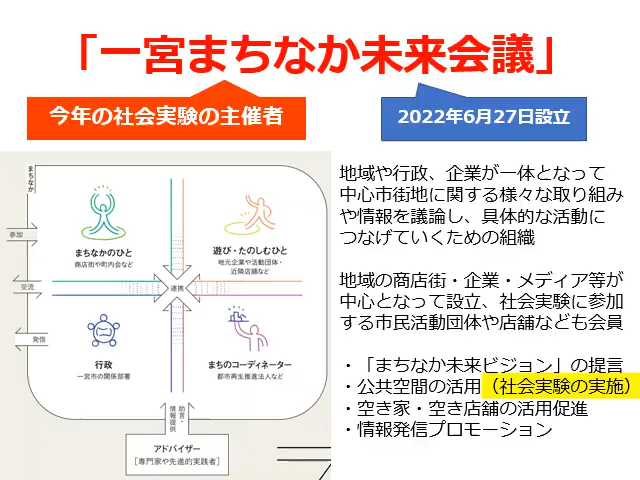 「一宮まちなか未来会議」
今年の社会実験の主催者
2022年6月27日設立
まちなか
参加
交流
発信
まちなかのひと
商店街や町内会など
遊び・たのしむひと
地元企業や活動団体・
近隣店舗など
連携
行政
一宮市の関係部署
まちのコーディネーター
都市再生推進法人など
助言・
情報提供
アドバイザー
[専門家や先進的実践者]
地域や行政、企業が一体となって
中心市街地に関する様々な取り組み
や情報を議論し、具体的な活動に
つなげていくための組織
地域の商店街・企業・メディア等が
中心となって設立、社会実験に参加
する市民活動団体や店舗なども会員
・「まちなか未来ビジョン」の提言
・公共空間の活用（社会実験の実施）
・空き家・空き店舗の活用促進
・情報発信プロモーション